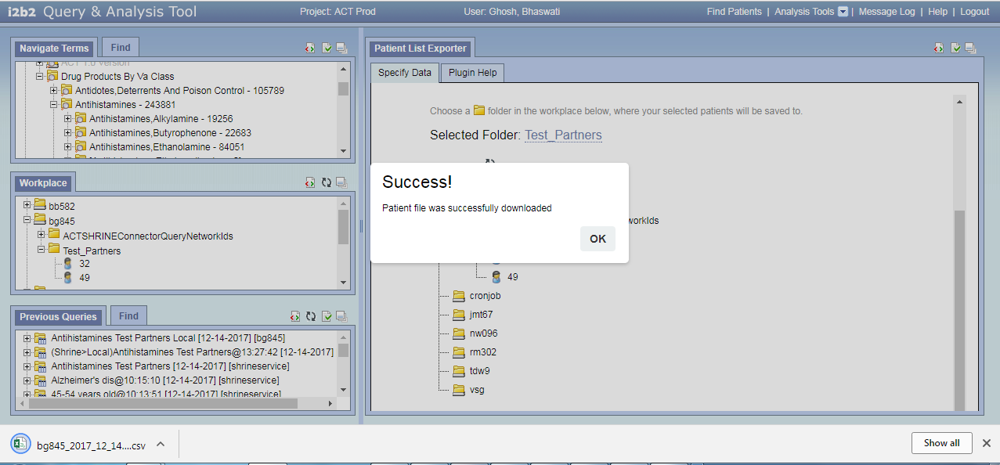 i2b2 Query & Analysis Tool
Project: ACT Prod
User: Ghosh, Bhaswati
Find Patients | Analysis Tools | Message Log | Help | Logout
Navigate Terms
Find
ACT 1.0 Version
Drug Products By Va Class
Antidotes,Deterrents And Poison Control - 105789
Antihistamines - 243881
Antihistamines,Alkylamine - 19256
Antihistamines,Butyrophenone - 22683
Antihistamines,Ethanolamine - 84051
Workplace
bb582
bg845
ACTSHRINEConnectorQueryNetworkIds
Test_Partners
32
49
Previous Queries
Find
Antihistamines Test Partners Local [12-14-2017] [bg845]
(Shrine>Local)Antihistamines Test Partners@13:27:42 [12-14-2017]
Antihistamines Test Partners [12-14-2017] [shrineservice]
Alzheimer's dis@10:15:10 [12-14-2017] [shrineservice]
45-54 years old@10:13:51 [12-14-2017] [shrineservice]
Patient List Exporter
Specify Data
Plugin Help
Choose a folder in the workplace below, where your selected patients will be saved to.
Selected Folder: Test_Partners
Success!
Patient file was successfully downloaded
OK
workIds
49
cronjob
jmt67
nw096
rm302
tdw9
vsg
bg845_2017_12_14....csv
Show all